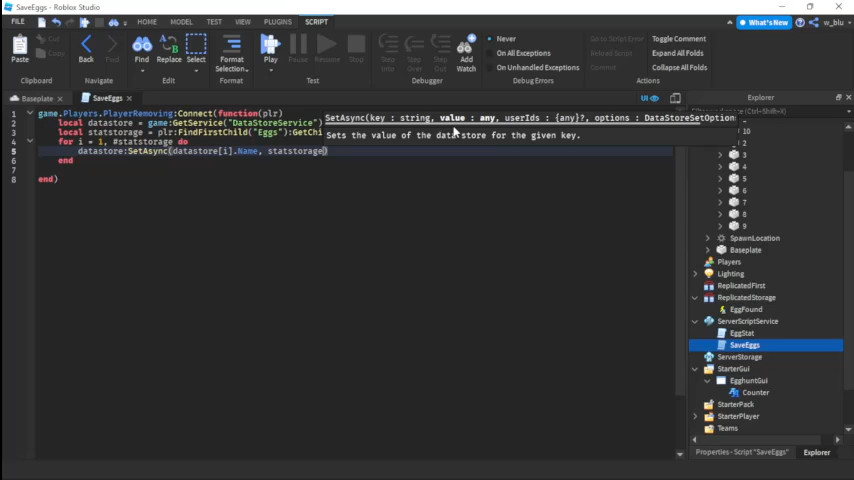 SaveEggs - Roblox Studio
FILE HOME MODEL TEST VIEW PLUGINS SCRIPT What's New w_blu
Paste Cut Copy Back Find Find Replace Select Format Selection... Play Pause Resume Stop Step Into Step Over Step Out Add Watch Never On All Exceptions On Unhandled Exceptions Go to Script Error Reload Script Commit Toggle Comment Expand All Folds Collapse All Folds
Clipboard Navigate Edit Format Test Debugger Debug Errors Actions
Baseplate SaveEggs UI Explorer
1 game.Players.PlayerRemoving:Connect(function(plr)
2 local datastore = game:GetService("DataStoreService")
3 local statstorage = plr:FindFirstChild("Eggs"):GetChi
4 for i = 1, #statstorage do
5 datastore:SetAsync(datastore[i].Name, statstorage)
6 end
7
8 end)
SetAsync(key : string, value : any, userIds : {any}?, options : DataStoreSetOption
Sets the value of the data store for the given key.
10
2
3
4
5
6
7
8
9
SpawnLocation
Baseplate
Players
Lighting
ReplicatedFirst
ReplicatedStorage
EggFound
ServerScriptService
EggStat
SaveEggs
ServerStorage
StarterGui
EgghuntGui
Counter
StarterPack
StarterPlayer
Teams
Properties - Script "SaveEggs" Explorer